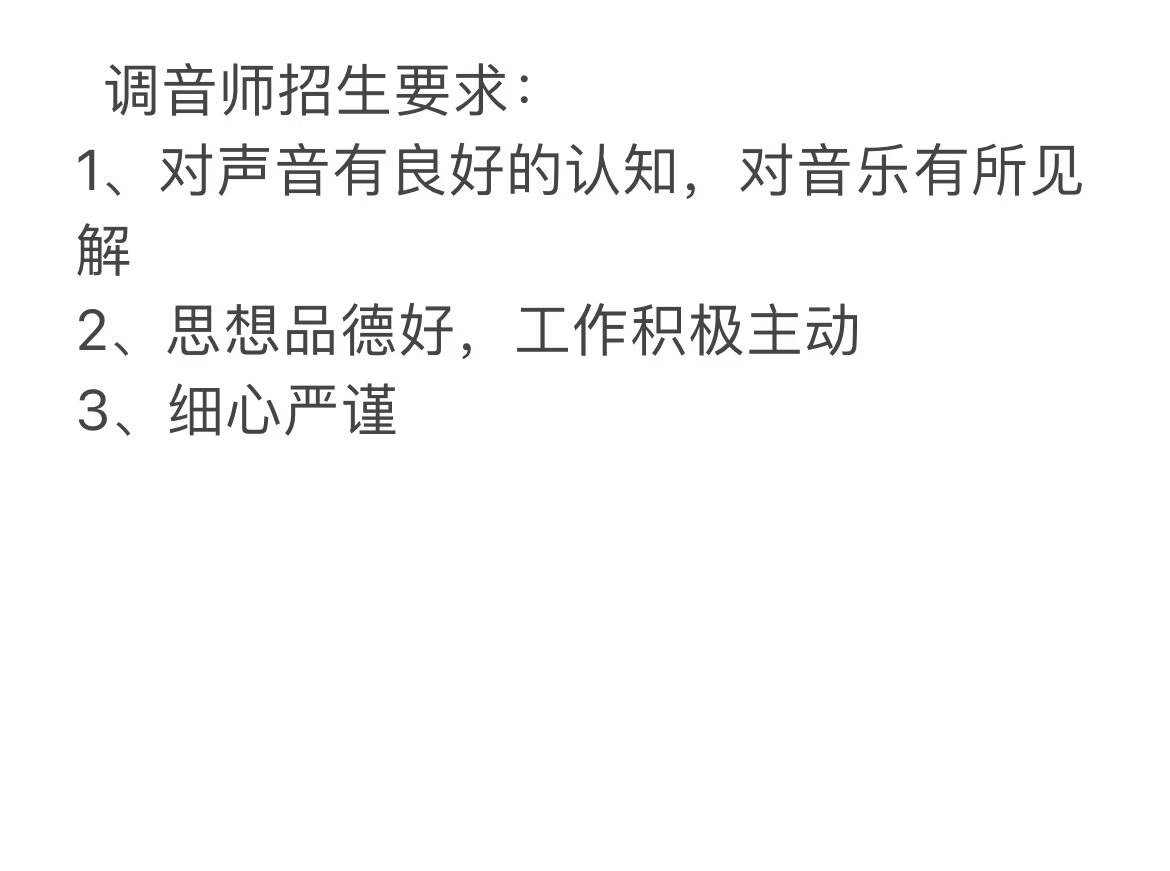 调音师招生要求：
1、对声音有良好的认知，对音乐有所见
解
2、思想品德好，工作积极主动
3、细心严谨